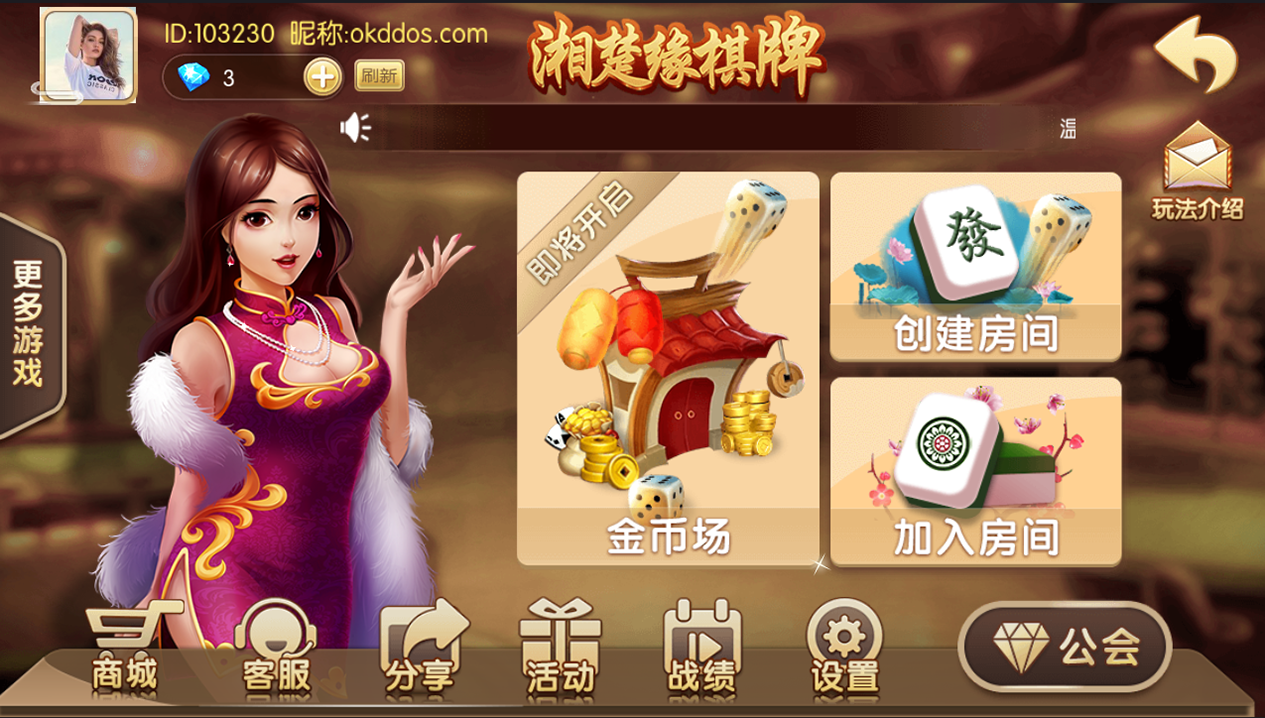 ID:103230 昵称:okddos.com
3
刷新
湘楚缘棋牌
玩法介绍
更多游戏
即将开启
金币场
發
创建房间
加入房间
商城
客服
分享
活动
战绩
设置
公会